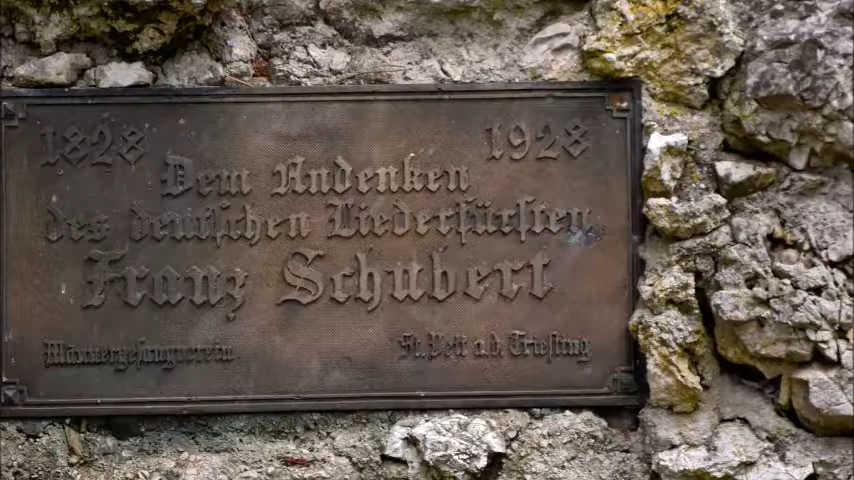 1828 1928
Dem Andenken
des deutschen Liederfürsten
Franz Schubert
Männergesangverein St. Veit a.d. Triesting